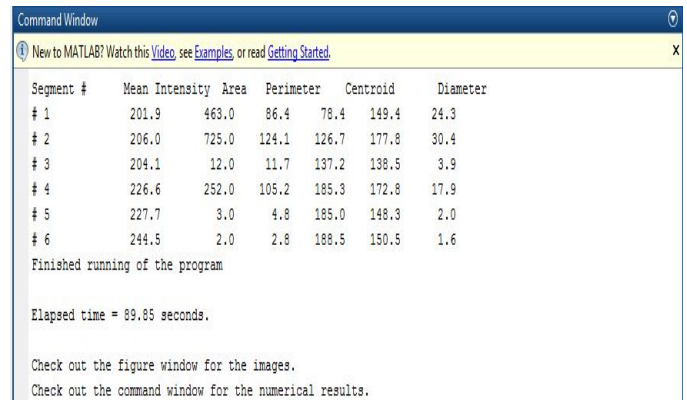 Command Window
New to MATLAB? Watch this Video, see Examples, or read Getting Started.
Segment # Mean Intensity Area Perimeter Centroid Diameter
# 1 201.9 463.0 86.4 78.4 149.4 24.3
# 2 206.0 725.0 124.1 126.7 177.8 30.4
# 3 204.1 12.0 11.7 137.2 138.5 3.9
# 4 226.6 252.0 105.2 185.3 172.8 17.9
# 5 227.7 3.0 4.8 185.0 148.3 2.0
# 6 244.5 2.0 2.8 188.5 150.5 1.6
Finished running of the program
Elapsed time = 89.85 seconds.
Check out the figure window for the images.
Check out the command window for the numerical results.